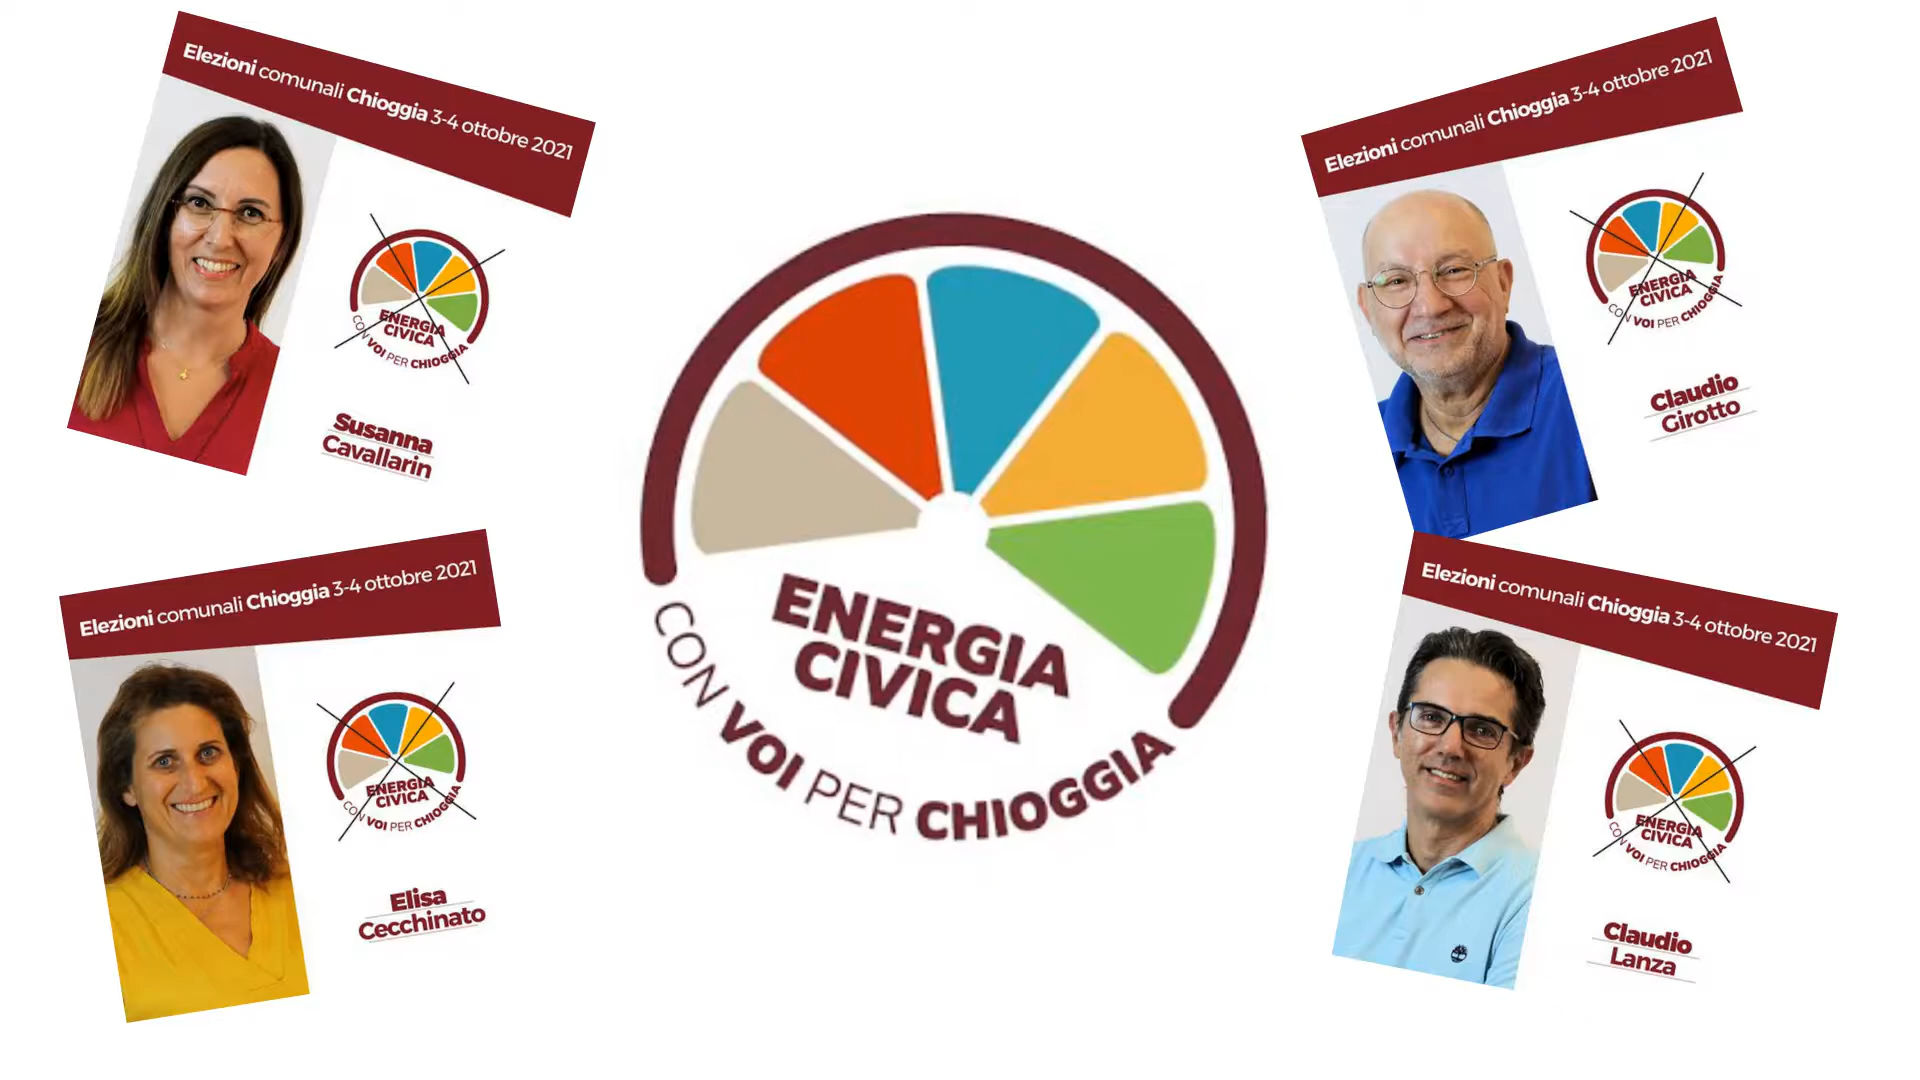 Elezioni comunali Chioggia 3-4 ottobre 2021
ENERGIA
CIVICA
CON VOI PER CHIOGGIA
Susanna
Cavallarin
Elezioni comunali Chioggia 3-4 ottobre 2021
ENERGIA
CIVICA
CON VOI PER CHIOGGIA
Elisa
Cecchinato
ENERGIA
CIVICA
CON VOI PER CHIOGGIA
Elezioni comunali Chioggia 3-4 ottobre 2021
ENERGIA
CIVICA
CON VOI PER CHIOGGIA
Claudio
Girotto
Elezioni comunali Chioggia 3-4 ottobre 2021
ENERGIA
CIVICA
CON VOI PER CHIOGGIA
Claudio
Lanza